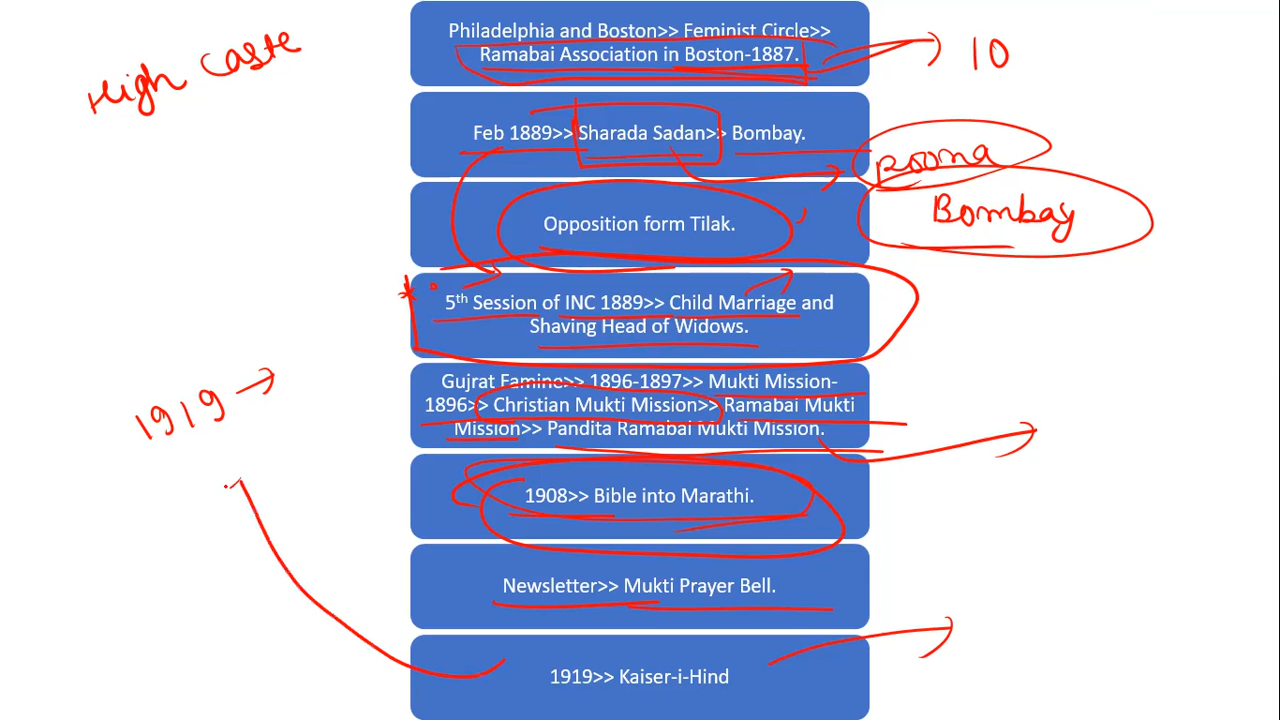 High Caste
Philadelphia and Boston>> Feminist Circle>>
Ramabai Association in Boston-1887.
10
Feb 1889>> Sharada Sadan>> Bombay.
poona
Opposition form Tilak.
Bombay
5th Session of INC 1889>> Child Marriage and
Shaving Head of Widows.
Gujrat Famine>> 1896-1897>> Mukti Mission-
1896>> Christian Mukti Mission>> Ramabai Mukti
Mission>> Pandita Ramabai Mukti Mission.
1919
1908>> Bible into Marathi.
Newsletter>> Mukti Prayer Bell.
1919>> Kaiser-i-Hind